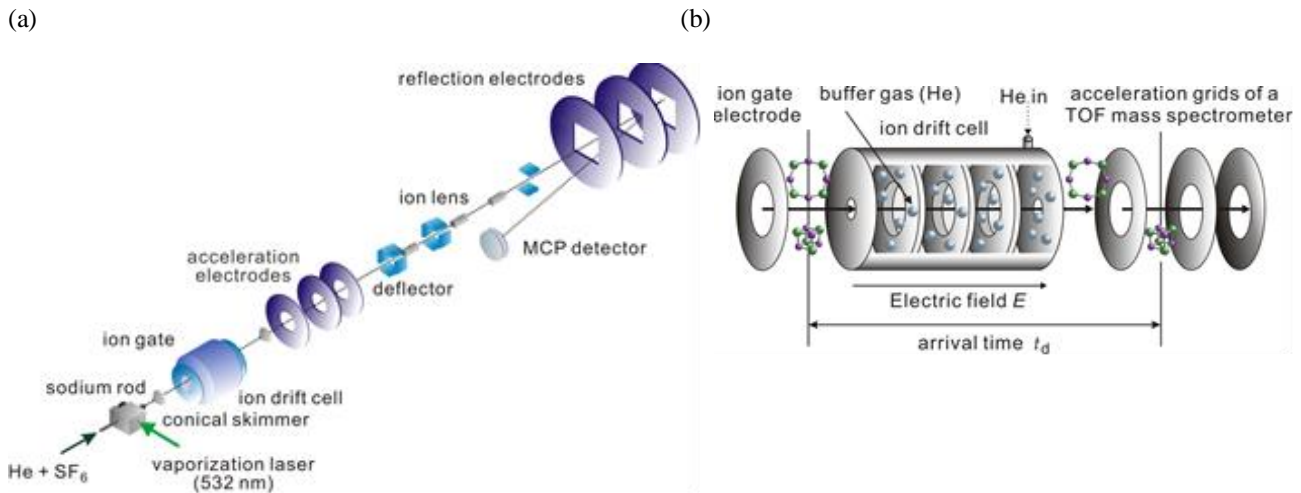 (a)
reflection electrodes
ion lens
MCP detector
acceleration
electrodes
deflector
ion gate
sodium rod
ion drift cell
conical skimmer
He + SF6
vaporization laser
(532 nm)
(b)
ion gate
electrode
buffer gas (He)
He in
ion drift cell
acceleration grids of a
TOF mass spectrometer
Electric field E
arrival time td